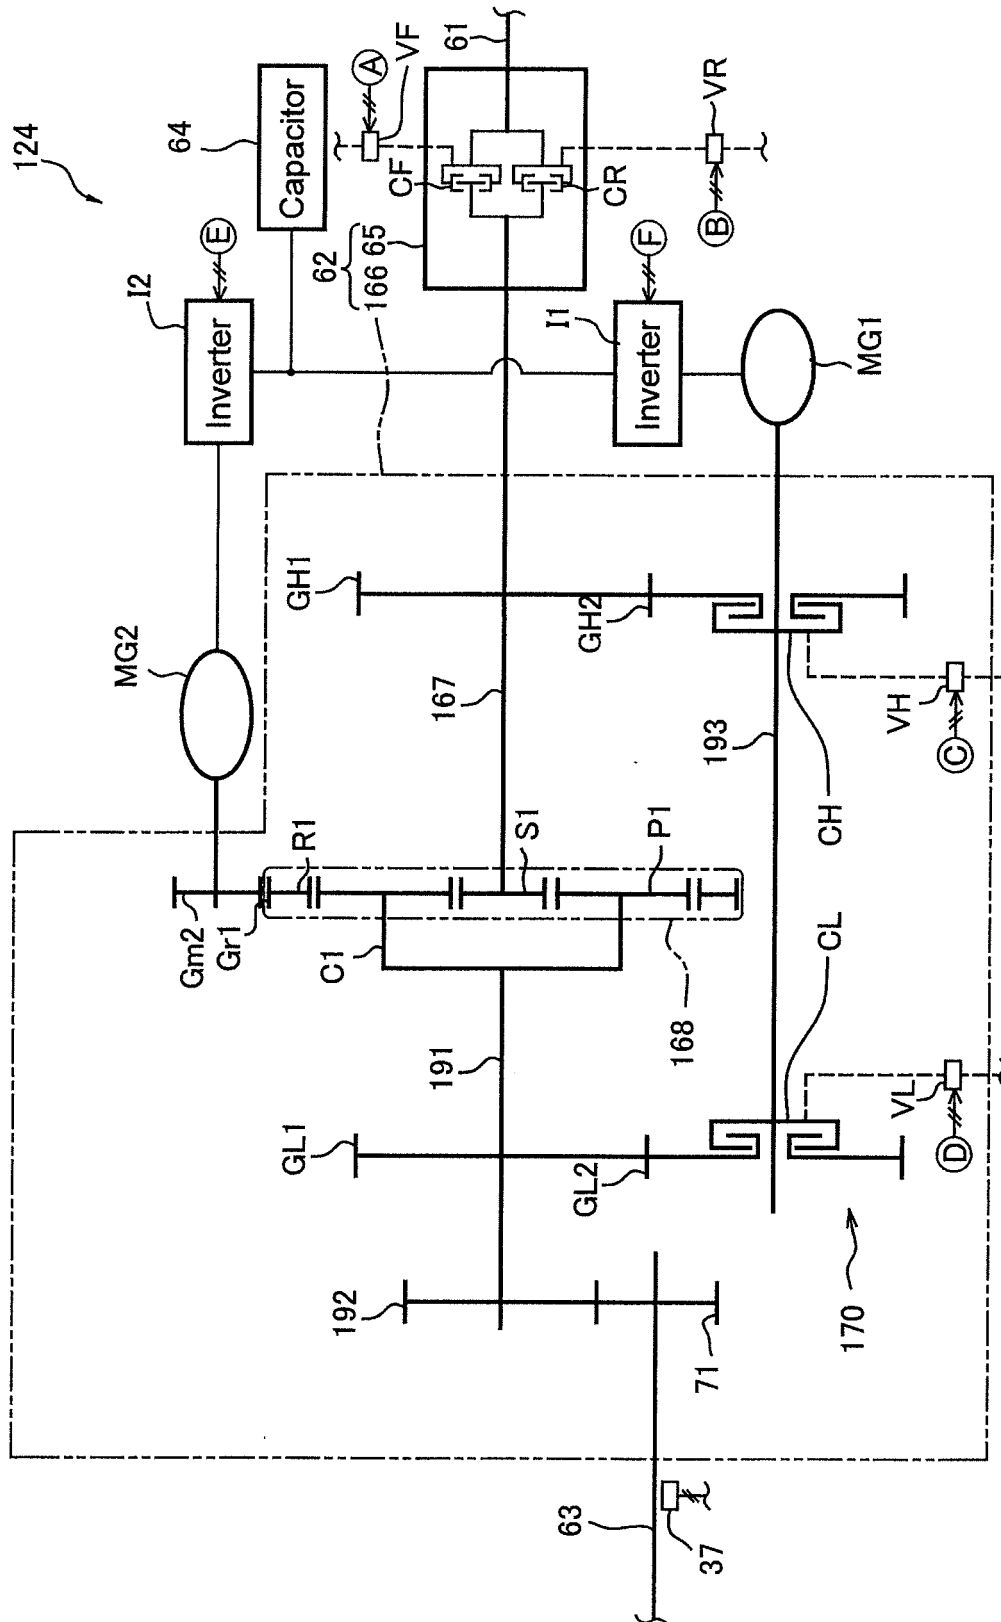 124
64
Capacitor
A
VF
61
E
I2
Inverter
CF
CR
VR
B
62
166 65
I1
F
Inverter
MG1
MG2
GH1
GH2
167
193
VH
C
CH
R1
S1
P1
Gm2
Gr1
C1
168
CL
191
VL
D
GL1
GL2
192
71
170
63
37